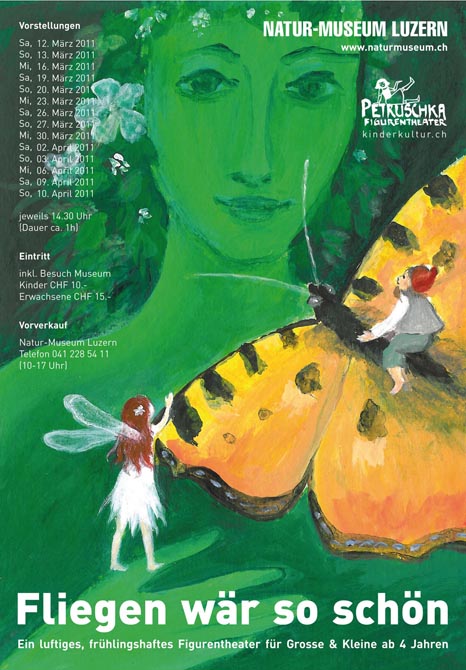 Vorstellungen
Sa, 12. März 2011
So, 13. März 2011
Mi, 16. März 2011
Sa, 19. März 2011
So, 20. März 2011
Mi, 23. März 2011
Sa, 26. März 2011
So, 27. März 2011
Mi, 30. März 2011
Sa, 02. April 2011
So, 03. April 2011
Mi, 06. April 2011
Sa, 09. April 2011
So, 10. April 2011
jeweils 14.30 Uhr
(Dauer ca. 1h)
Eintritt
inkl. Besuch Museum
Kinder CHF 10.-
Erwachsene CHF 15.-
Vorverkauf
Natur-Museum Luzern
Telefon 041 228 54 11
(10-17 Uhr)
NATUR-MUSEUM LUZERN
www.naturmuseum.ch
PETRUSCHKA
FIGURENTHEATER
kinderkultur.ch
Fliegen wär so schön
Ein luftiges, frühlingshaftes Figurentheater für Grosse & Kleine ab 4 Jahren